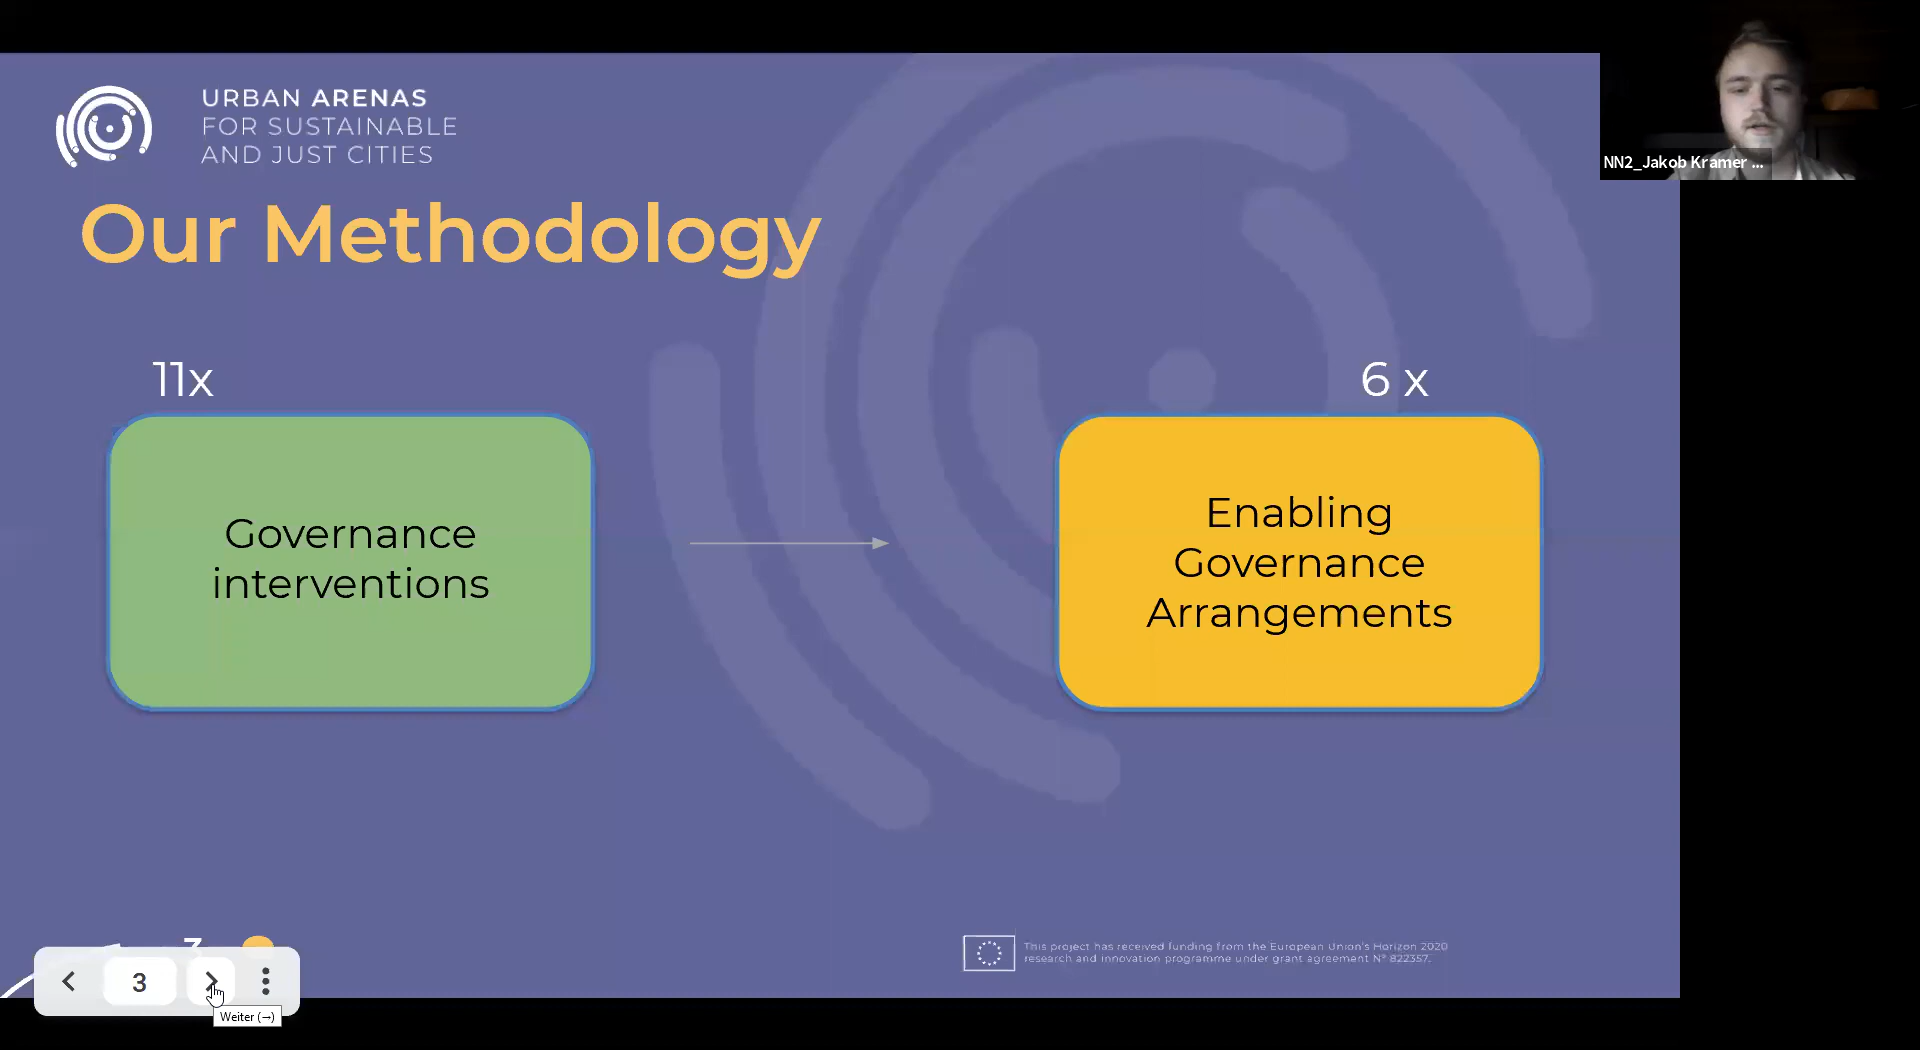 URBAN ARENAS
FOR SUSTAINABLE
AND JUST CITIES
NN2_Jakob Kramer ...
Our Methodology
11x
6 x
Governance
interventions
Enabling
Governance
Arrangements
This project has received funding from the European Union's Horizon 2020
research and innovation programme under grant agreement N° 822357.
3
Weiter (→)